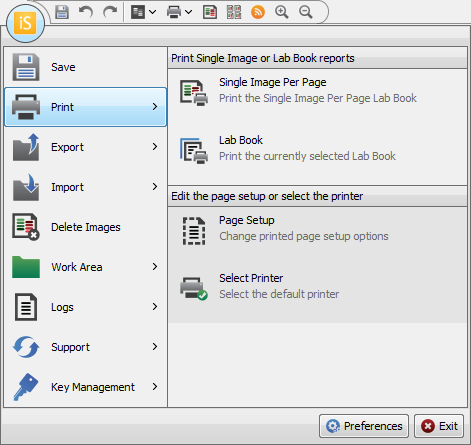 iS
Save
Print
Export
Import
Delete Images
Work Area
Logs
Support
Key Management
Print Single Image or Lab Book reports
Single Image Per Page
Print the Single Image Per Page Lab Book
Lab Book
Print the currently selected Lab Book
Edit the page setup or select the printer
Page Setup
Change printed page setup options
Select Printer
Select the default printer
Preferences
Exit